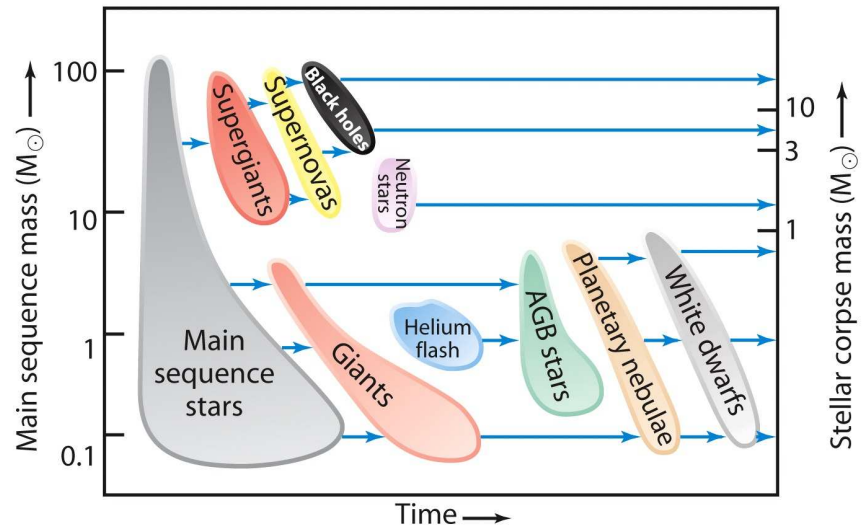 Main sequence mass (M☉)
100
10
1
0.1
Supergiants
Supernovas
Black holes
Neutron
stars
10
3
1
Stellar corpse mass (M☉)
Main
sequence
stars
Giants
Helium
flash
AGB stars
Planetary nebulae
White dwarfs
Time